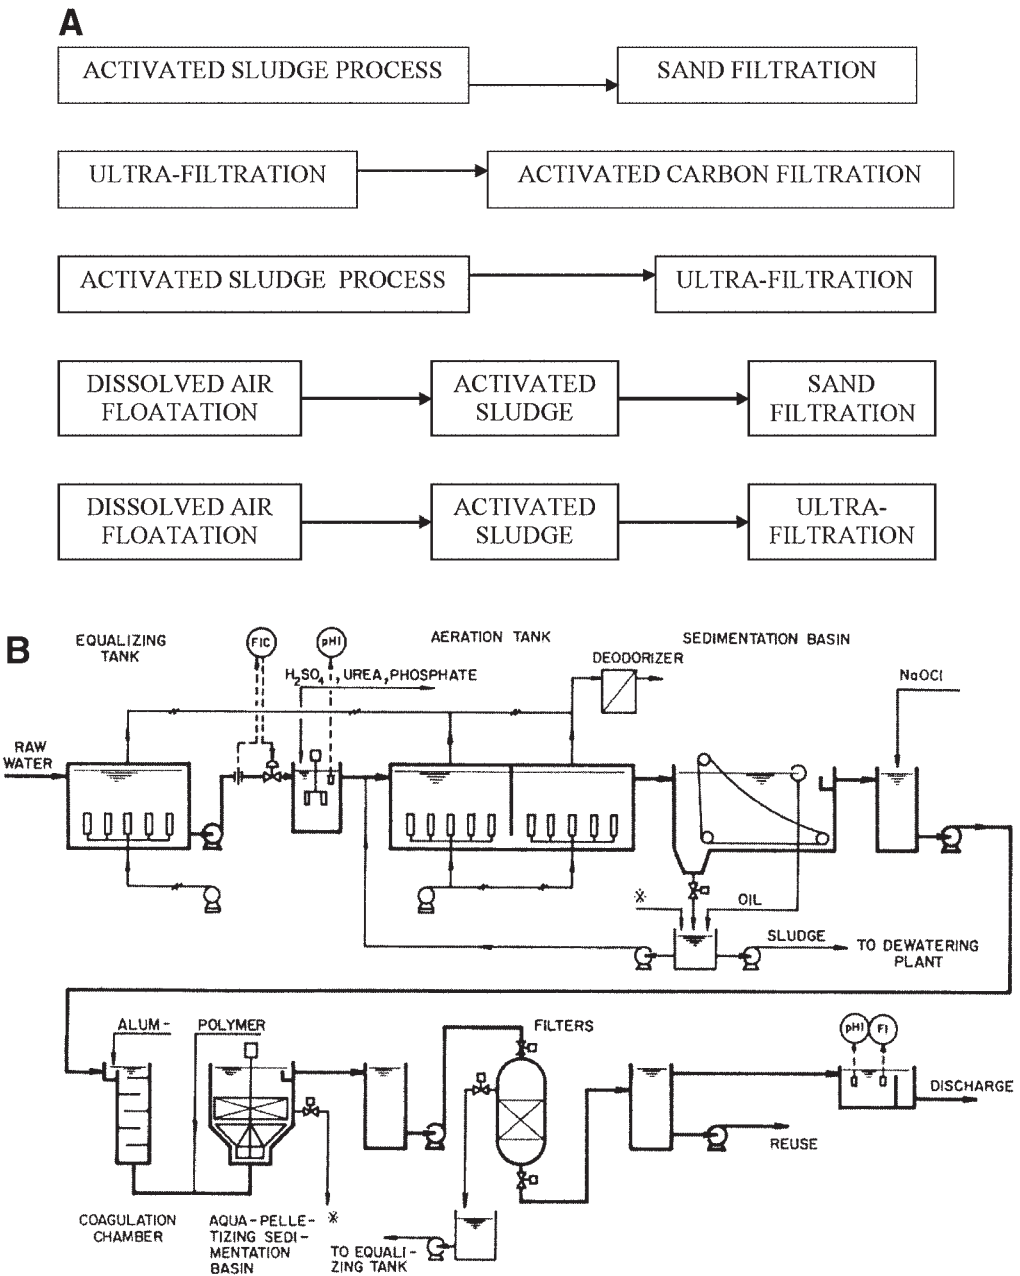 A
ACTIVATED SLUDGE PROCESS
SAND FILTRATION
ULTRA-FILTRATION
ACTIVATED CARBON FILTRATION
ACTIVATED SLUDGE PROCESS
ULTRA-FILTRATION
DISSOLVED AIR
FLOATATION
ACTIVATED
SLUDGE
SAND
FILTRATION
DISSOLVED AIR
FLOATATION
ACTIVATED
SLUDGE
ULTRA-
FILTRATION
B
EQUALIZING
TANK
FIC
pHI
AERATION TANK
SEDIMENTATION BASIN
H₂SO₄, UREA, PHOSPHATE
DEODORIZER
NaOCl
RAW
WATER
※
OIL
SLUDGE
TO DEWATERING
PLANT
ALUM-
POLYMER
FILTERS
pHI
FI
DISCHARGE
REUSE
COAGULATION
CHAMBER
AQUA-PELLE-
TIZING SEDI-
MENTATION
BASIN
※
TO EQUALI-
ZING TANK